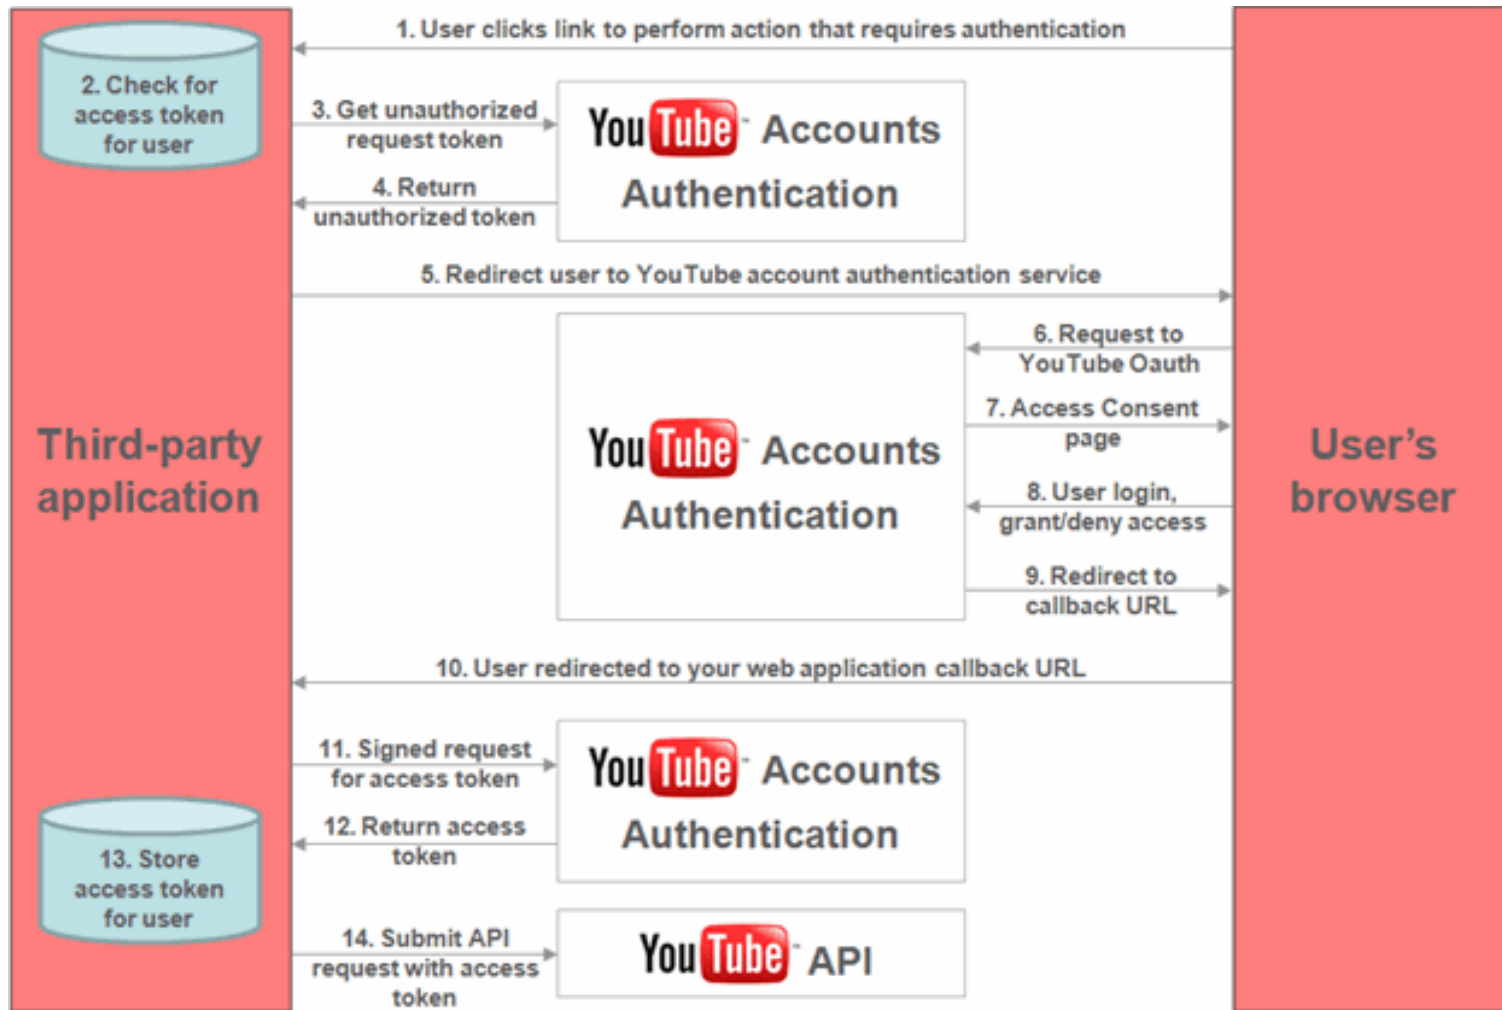 1. User clicks link to perform action that requires authentication
2. Check for
access token
for user
3. Get unauthorized
request token
YouTube™ Accounts
Authentication
4. Return
unauthorized token
5. Redirect user to YouTube account authentication service
6. Request to
YouTube Oauth
7. Access Consent
page
Third-party
application
YouTube™ Accounts
Authentication
User's
browser
8. User login,
grant/deny access
9. Redirect to
callback URL
10. User redirected to your web application callback URL
11. Signed request
for access token
YouTube™ Accounts
Authentication
12. Return access
token
13. Store
access token
for user
14. Submit API
request with access
token
YouTube™ API